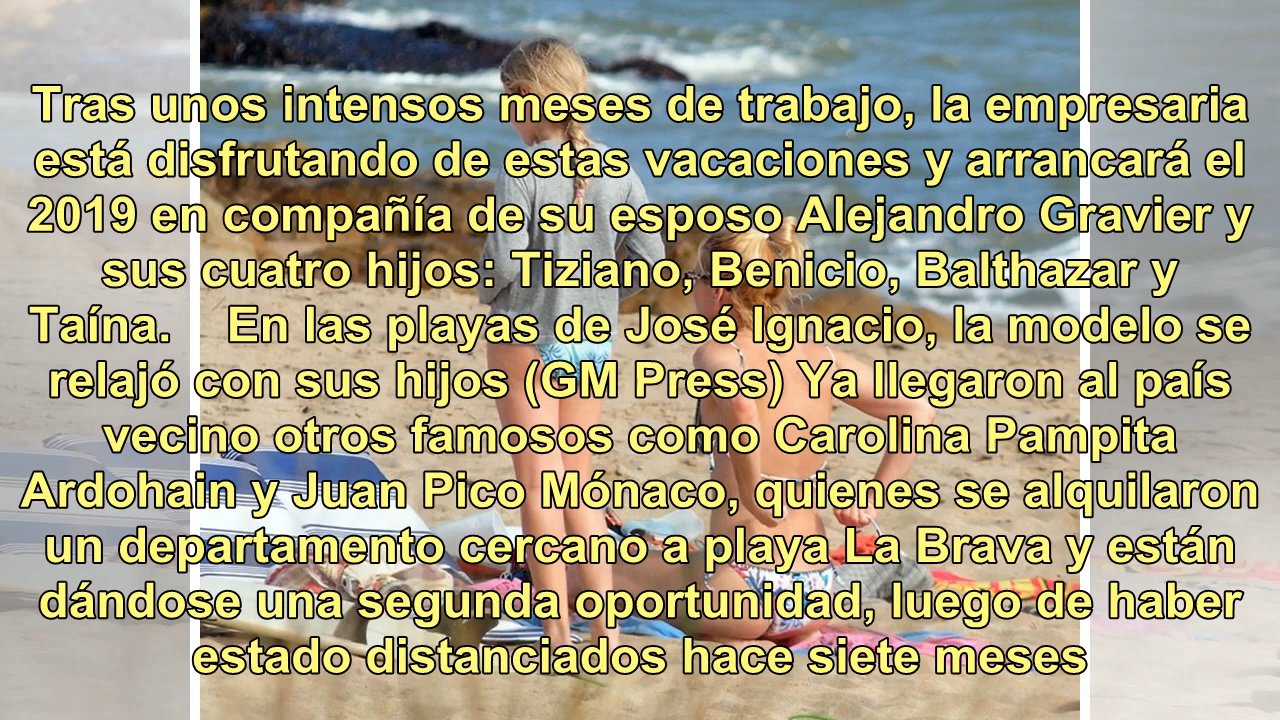 Tras unos intensos meses de trabajo, la empresaria
está disfrutando de estas vacaciones y arrancará el
2019 en compañía de su esposo Alejandro Gravier y
sus cuatro hijos: Tiziano, Benicio, Balthazar y
Taína.    En las playas de José Ignacio, la modelo se
relajó con sus hijos (GM Press) Ya llegaron al país
vecino otros famosos como Carolina Pampita
Ardohain y Juan Pico Mónaco, quienes se alquilaron
un departamento cercano a playa La Brava y están
dándose una segunda oportunidad, luego de haber
estado distanciados hace siete meses